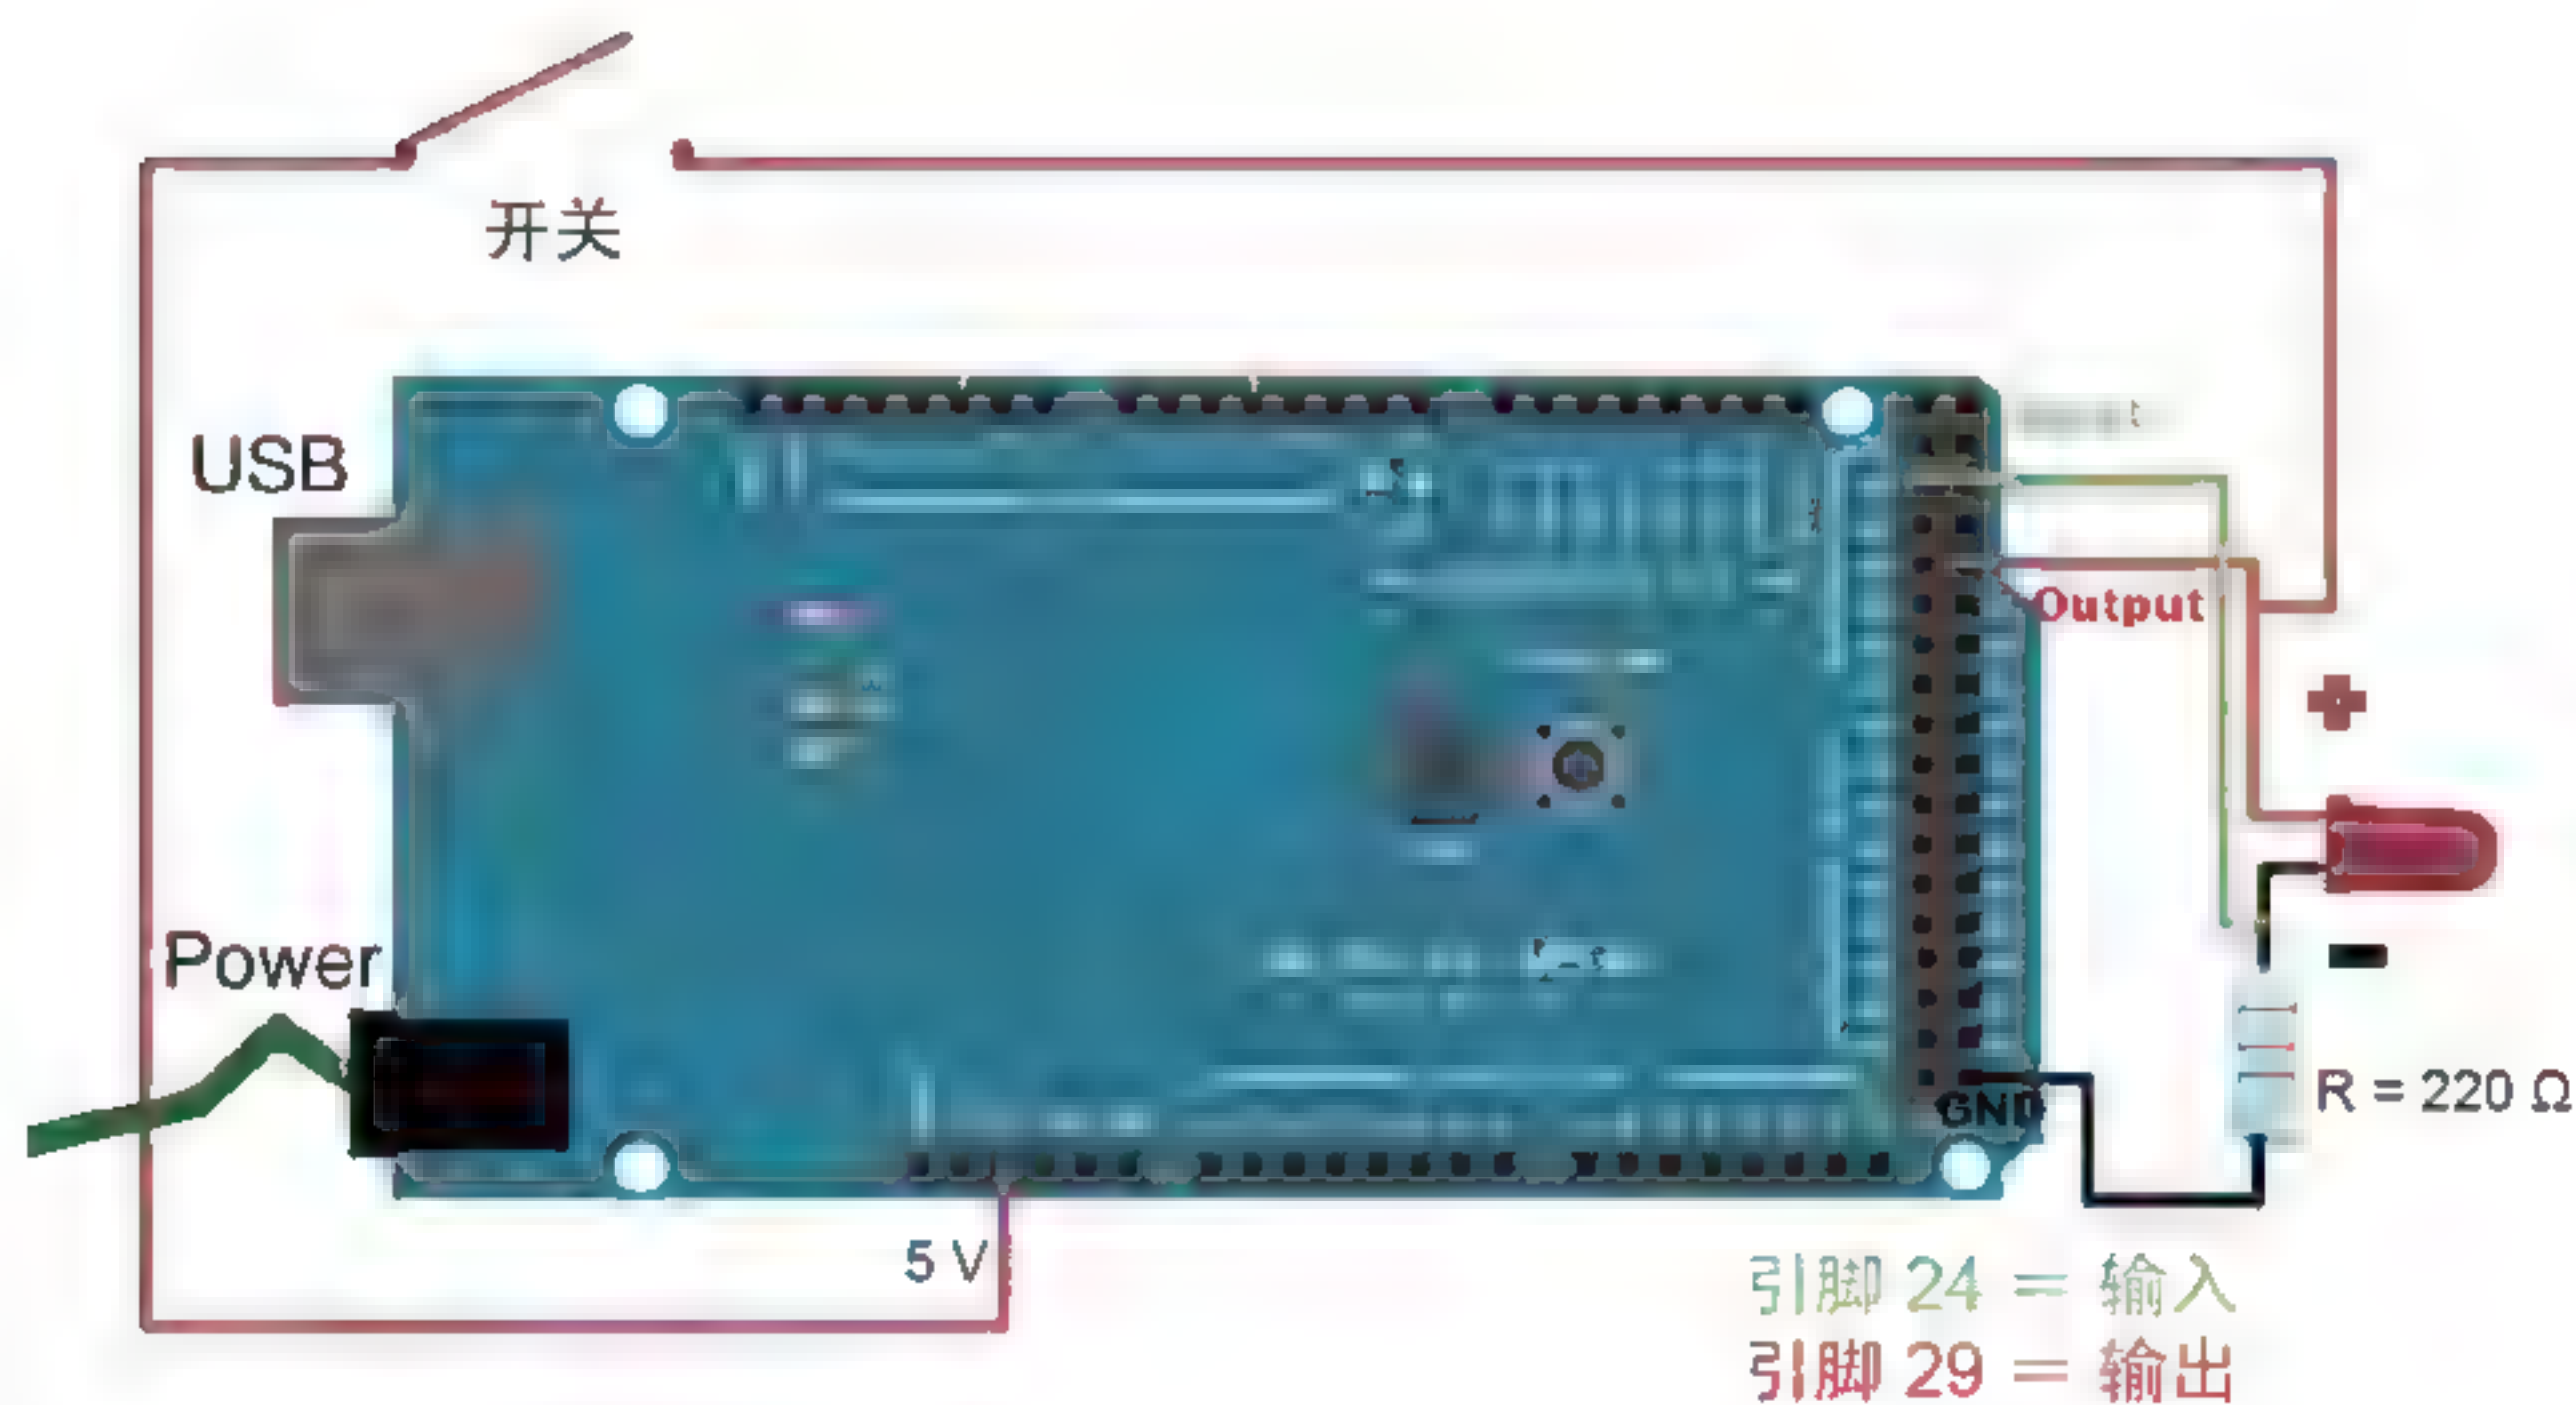 开关
USB
Output
Power
GND
R = 220 Ω
5 V
引脚 24 = 输入
引脚 29 = 输出